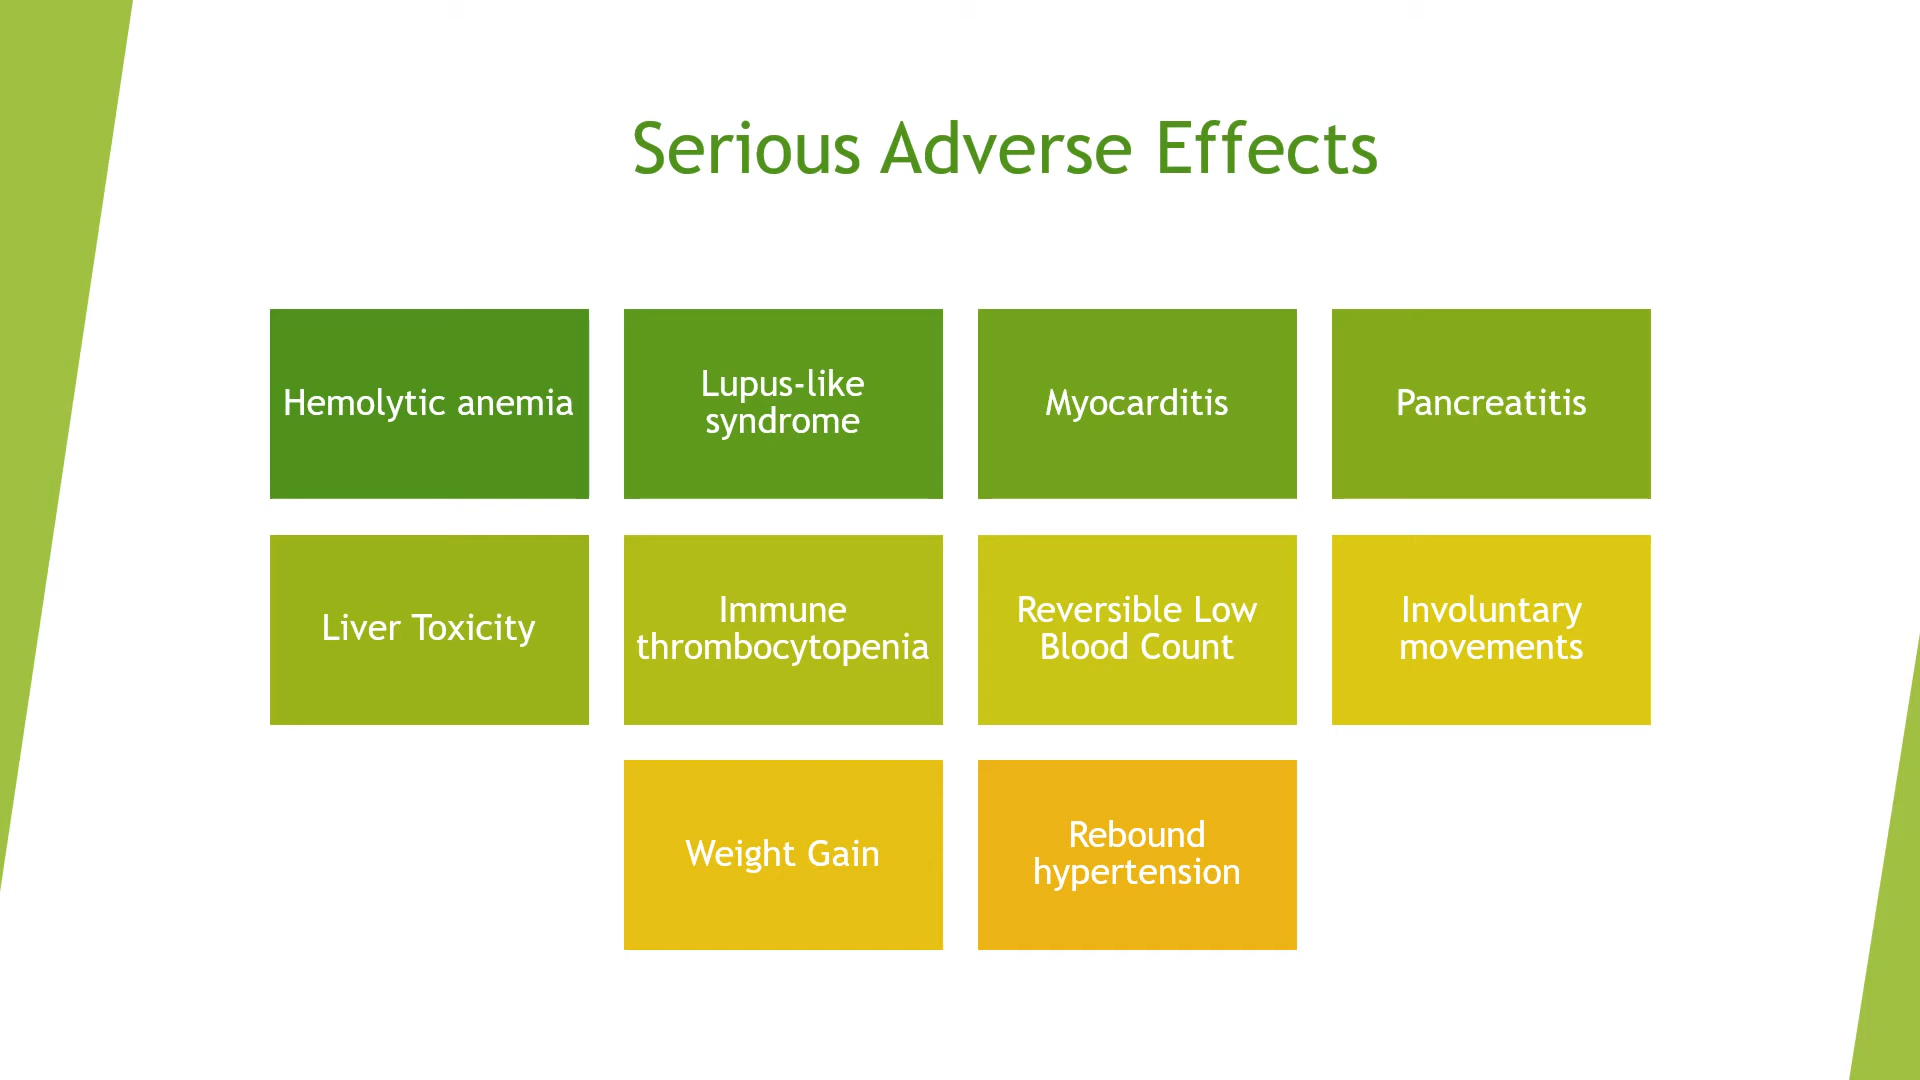 Serious Adverse Effects
Hemolytic anemia
Lupus-like
syndrome
Myocarditis
Pancreatitis
Liver Toxicity
Immune
thrombocytopenia
Reversible Low
Blood Count
Involuntary
movements
Weight Gain
Rebound
hypertension